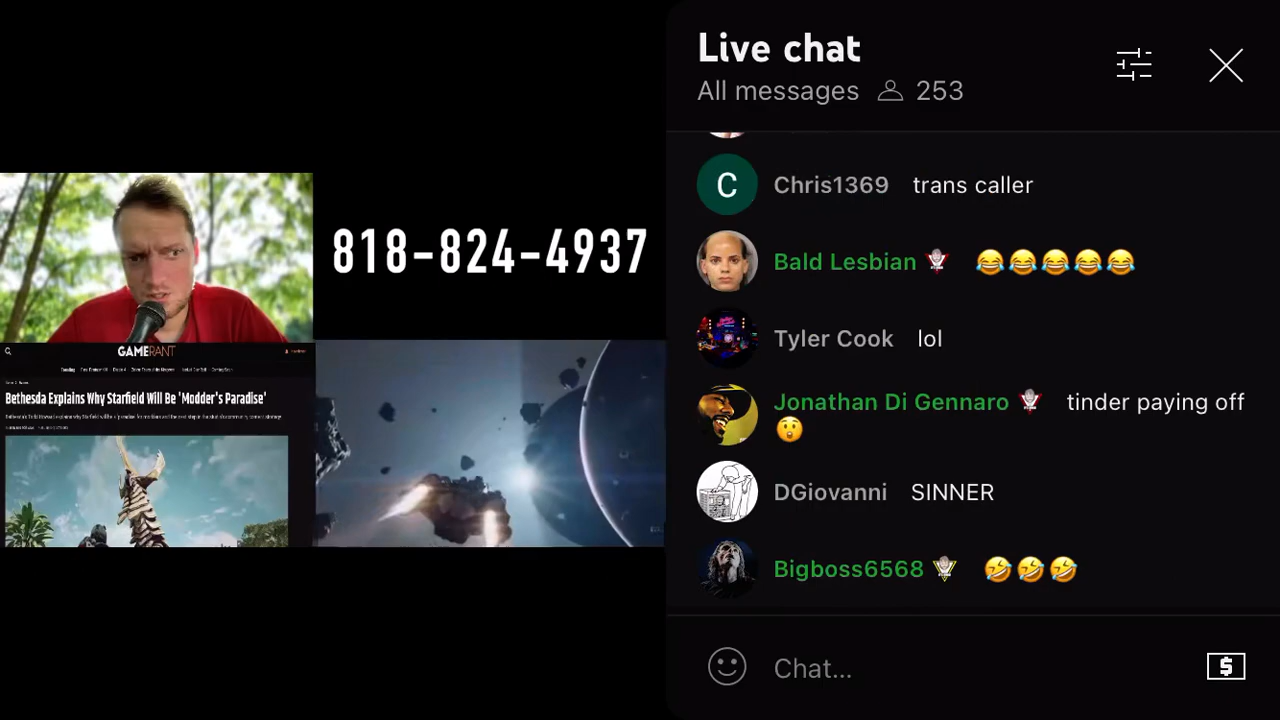 Live chat
All messages 253
818-824-4937
GAMERANT
Bethesda Explains Why Starfield Will Be 'Modder's Paradise'
C Chris1369 trans caller
Bald Lesbian 😂😂😂😂😂
Tyler Cook lol
Jonathan Di Gennaro tinder paying off
😲
DGiovanni SINNER
Bigboss6568 🤣🤣🤣
Chat...
$